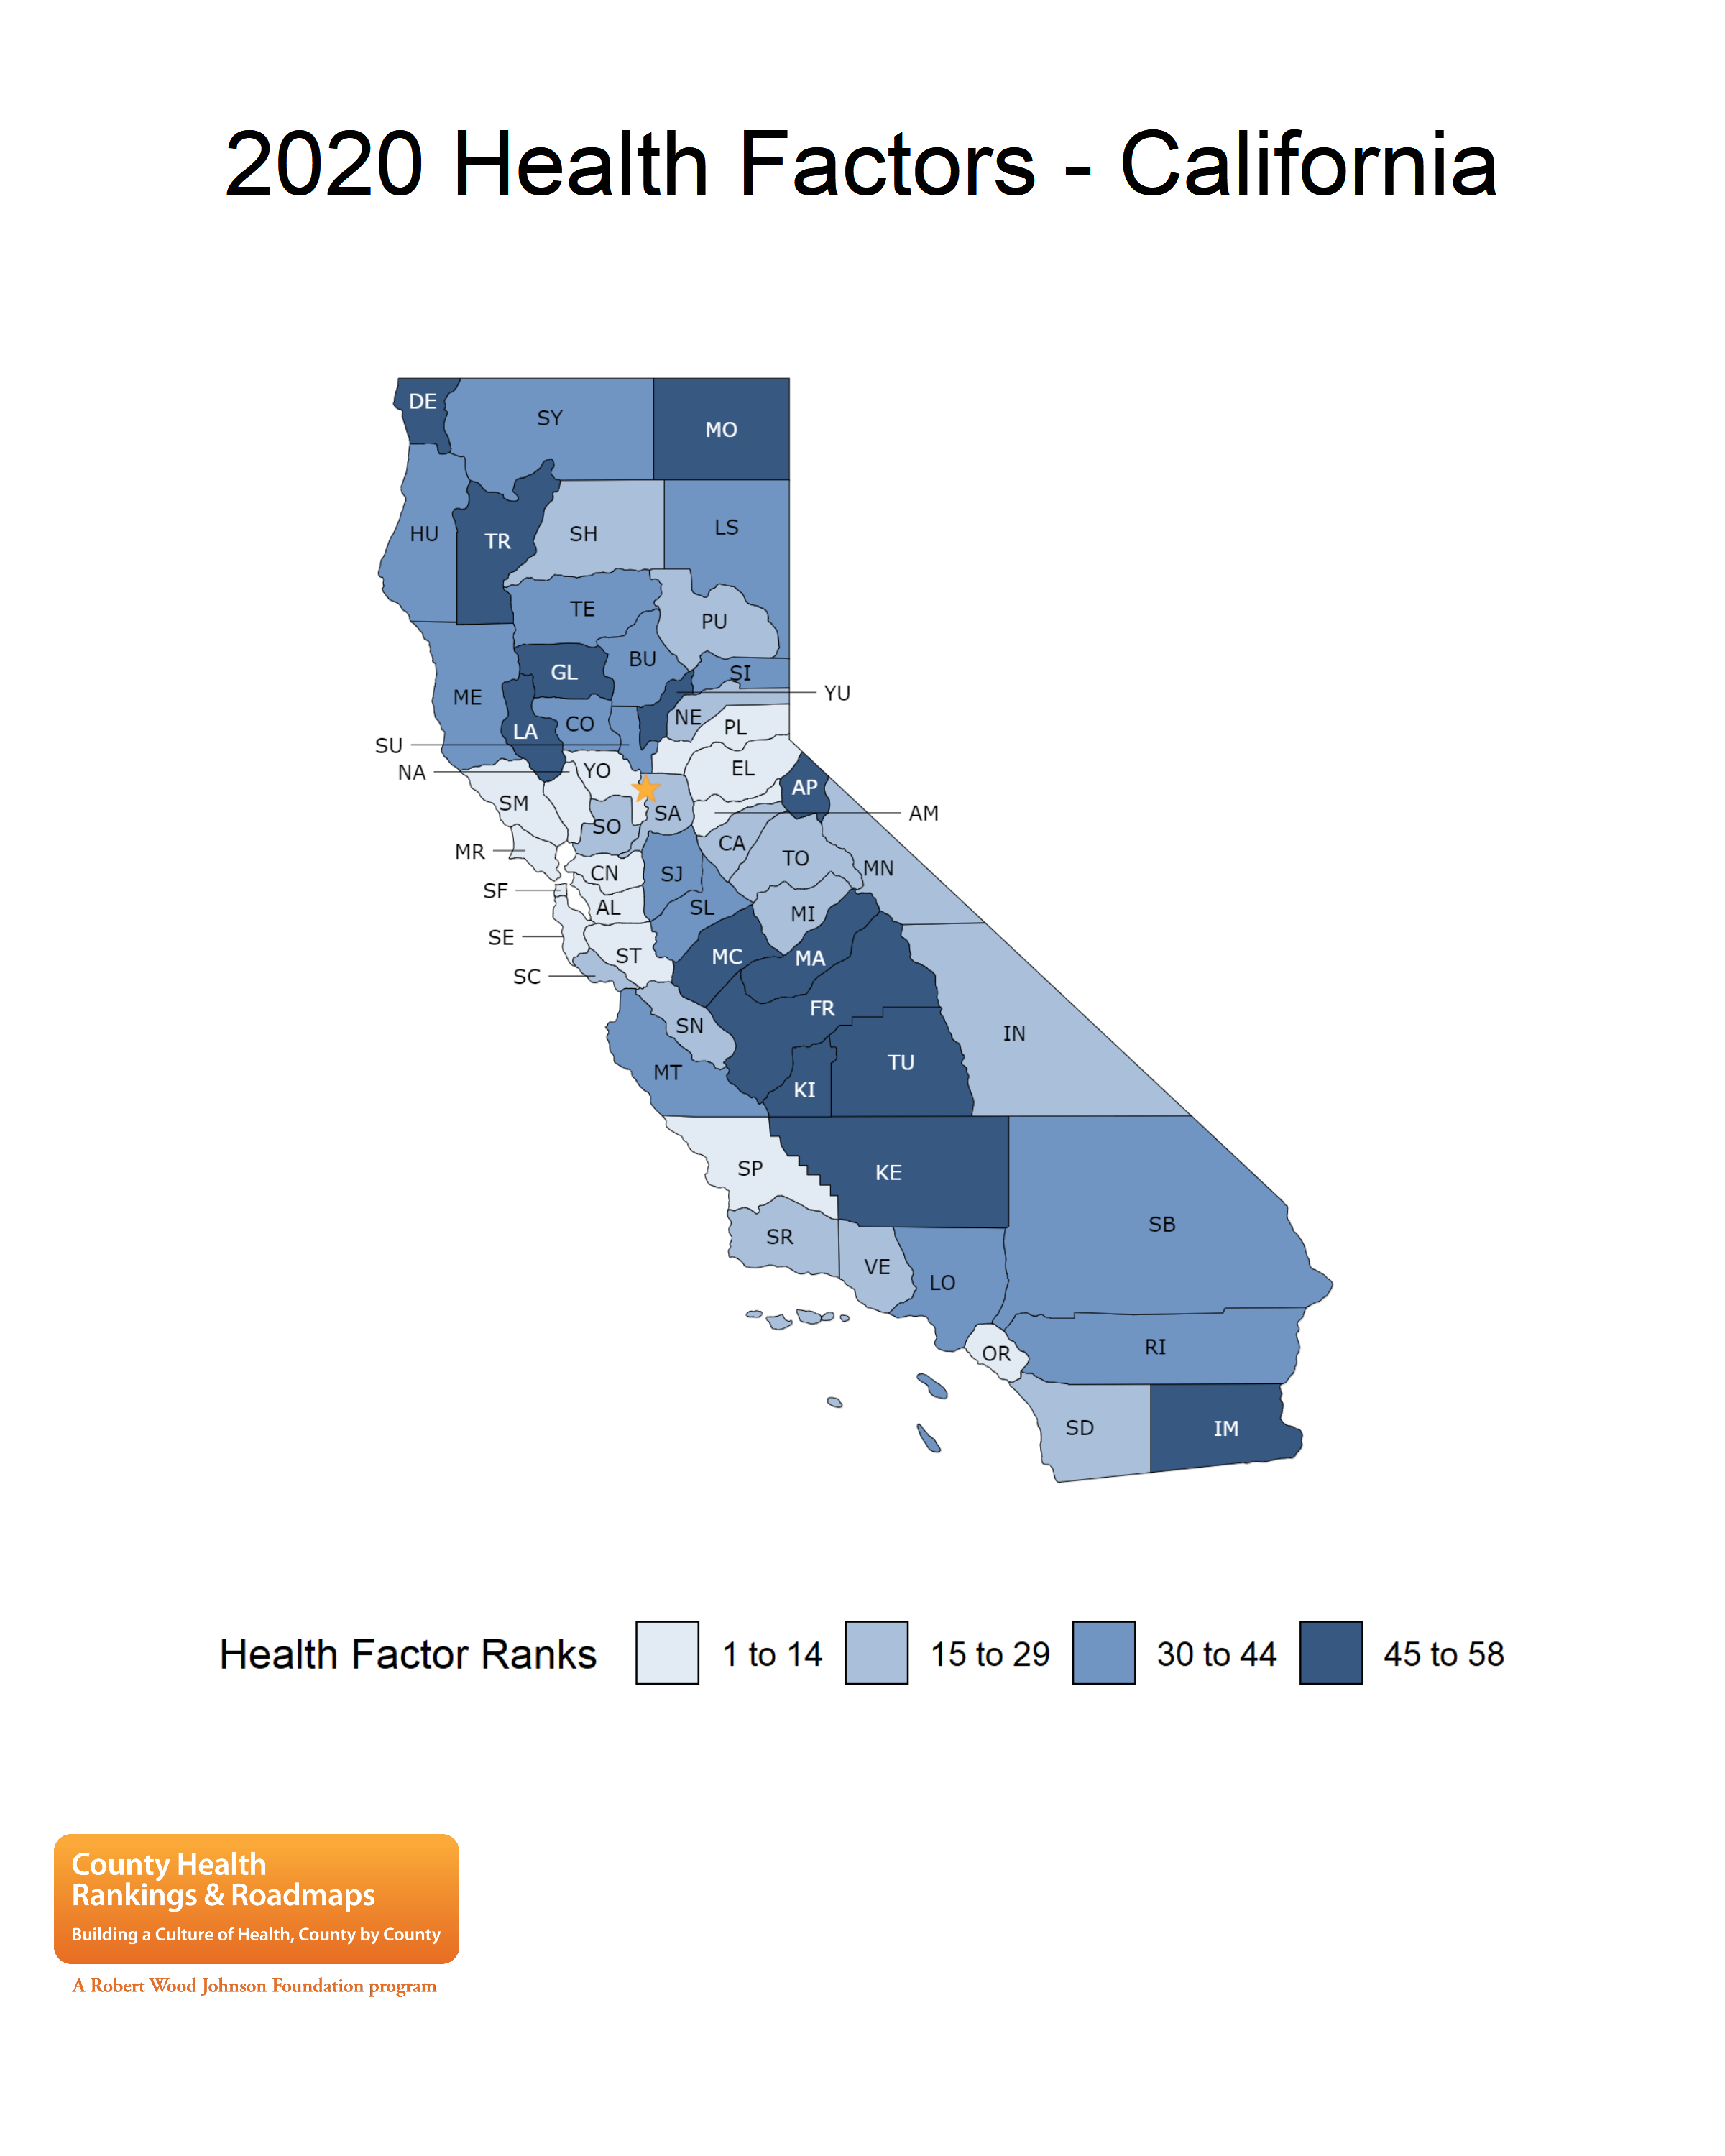 2020 Health Factors - California
DE
SY
MO
HU
TR
SH
LS
TE
PU
BU
GL
SI
ME
YU
NE
CO
LA
PL
SU
NA
YO
EL
AP
SM
SA
AM
SO
CA
MR
TO
MN
CN
SJ
SF
AL
SL
MI
SE
ST
MC
MA
SC
FR
SN
IN
TU
MT
KI
SP
KE
SB
SR
VE
LO
OR
RI
SD
IM
Health Factor Ranks 1 to 14 15 to 29 30 to 44 45 to 58
County Health
Rankings & Roadmaps
Building a Culture of Health, County by County
A Robert Wood Johnson Foundation program